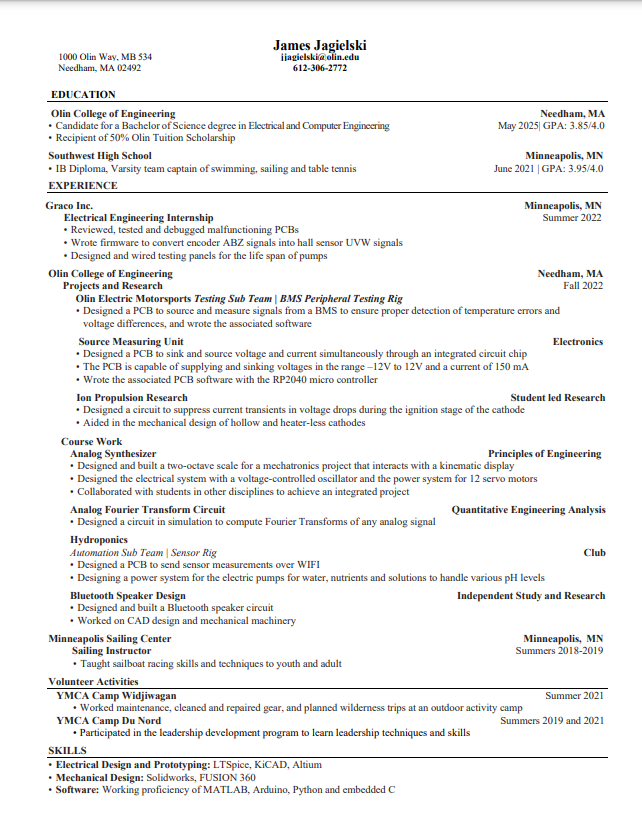 James Jagielski
1000 Olin Way, MB 534 jjagielski@olin.edu
Needham, MA 02492 612-306-2772
EDUCATION
Olin College of Engineering Needham, MA
• Candidate for a Bachelor of Science degree in Electrical and Computer Engineering May 2025| GPA: 3.85/4.0
• Recipient of 50% Olin Tuition Scholarship
Southwest High School Minneapolis, MN
• IB Diploma, Varsity team captain of swimming, sailing and table tennis June 2021 | GPA: 3.95/4.0
EXPERIENCE
Graco Inc. Minneapolis, MN
Electrical Engineering Internship Summer 2022
• Reviewed, tested and debugged malfunctioning PCBs
• Wrote firmware to convert encoder ABZ signals into hall sensor UVW signals
• Designed and wired testing panels for the life span of pumps
Olin College of Engineering Needham, MA
Projects and Research Fall 2022
Olin Electric Motorsports Testing Sub Team | BMS Peripheral Testing Rig
• Designed a PCB to source and measure signals from a BMS to ensure proper detection of temperature errors and
voltage differences, and wrote the associated software
Source Measuring Unit Electronics
• Designed a PCB to sink and source voltage and current simultaneously through an integrated circuit chip
• The PCB is capable of supplying and sinking voltages in the range –12V to 12V and a current of 150 mA
• Wrote the associated PCB software with the RP2040 micro controller
Ion Propulsion Research Student led Research
• Designed a circuit to suppress current transients in voltage drops during the ignition stage of the cathode
• Aided in the mechanical design of hollow and heater-less cathodes
Course Work
Analog Synthesizer Principles of Engineering
• Designed and built a two-octave scale for a mechatronics project that interacts with a kinematic display
• Designed the electrical system with a voltage-controlled oscillator and the power system for 12 servo motors
• Collaborated with students in other disciplines to achieve an integrated project
Analog Fourier Transform Circuit Quantitative Engineering Analysis
• Designed a circuit in simulation to compute Fourier Transforms of any analog signal
Hydroponics
Automation Sub Team | Sensor Rig Club
• Designed a PCB to send sensor measurements over WIFI
• Designing a power system for the electric pumps for water, nutrients and solutions to handle various pH levels
Bluetooth Speaker Design Independent Study and Research
• Designed and built a Bluetooth speaker circuit
• Worked on CAD design and mechanical machinery
Minneapolis Sailing Center Minneapolis, MN
Sailing Instructor Summers 2018-2019
• Taught sailboat racing skills and techniques to youth and adult
Volunteer Activities
YMCA Camp Widjiwagan Summer 2021
• Worked maintenance, cleaned and repaired gear, and planned wilderness trips at an outdoor activity camp
YMCA Camp Du Nord Summers 2019 and 2021
• Participated in the leadership development program to learn leadership techniques and skills
SKILLS
• Electrical Design and Prototyping: LTSpice, KiCAD, Altium
• Mechanical Design: Solidworks, FUSION 360
• Software: Working proficiency of MATLAB, Arduino, Python and embedded C